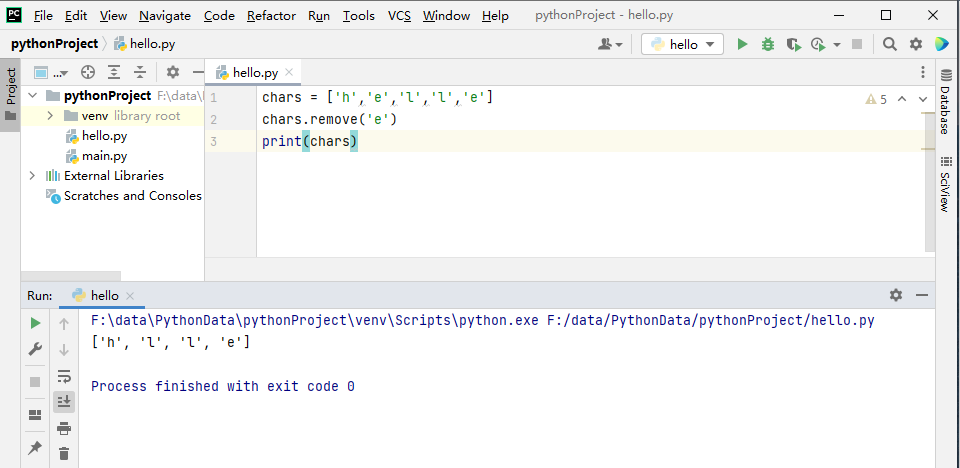 PC File Edit View Navigate Code Refactor Run Tools VCS Window Help pythonProject - hello.py
pythonProject hello.py hello
Project
... hello.py
pythonProject F:\data\
venv library root
hello.py
main.py
External Libraries
Scratches and Consoles
1 chars = ['h','e','l','l','e'] 5
2 chars.remove('e')
3 print(chars)
Database
SciView
Run: hello
F:\data\PythonData\pythonProject\venv\Scripts\python.exe F:/data/PythonData/pythonProject/hello.py
['h', 'l', 'l', 'e']
Process finished with exit code 0